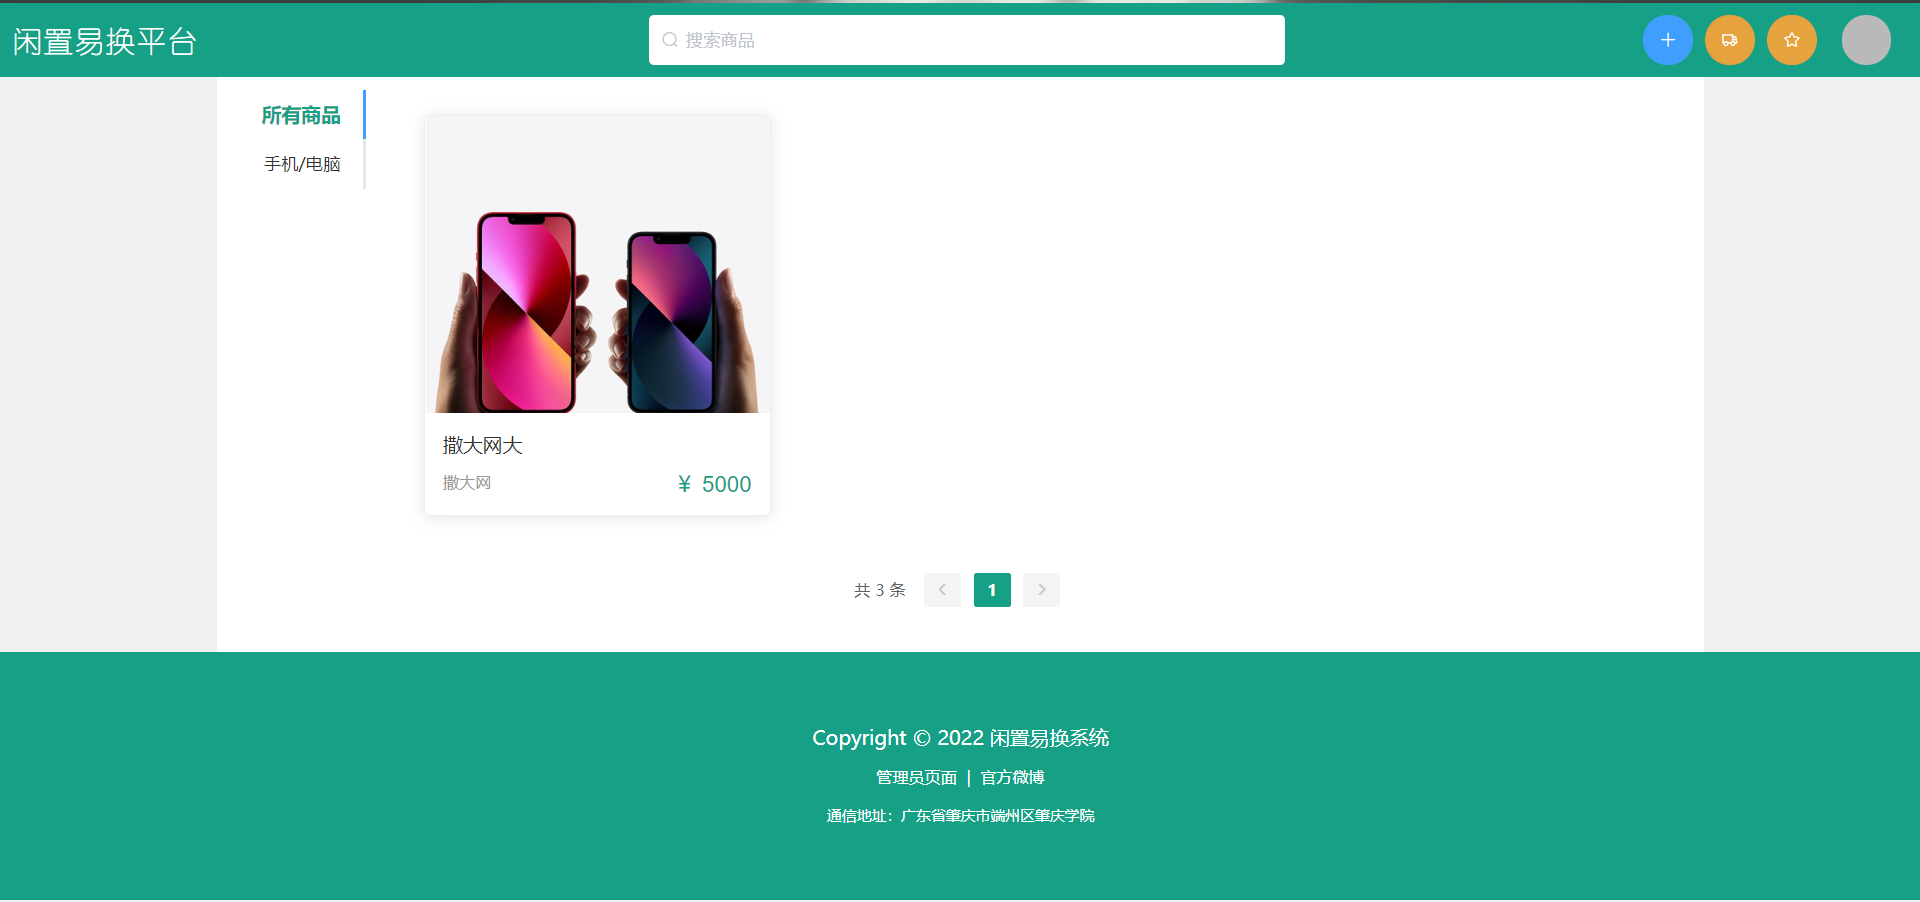 闲置易换平台
搜索商品
所有商品
手机/电脑
撒大网大
撒大网
¥ 5000
共 3 条
1
Copyright © 2022 闲置易换系统
管理员页面 | 官方微博
通信地址：广东省肇庆市端州区肇庆学院